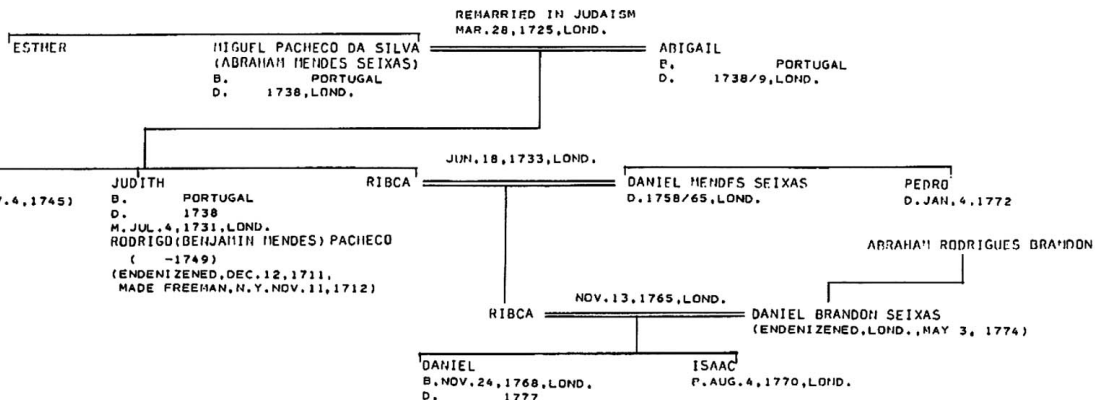 REMARRIED IN JUDAISM
MAR.28,1725,LOND.
ESTHER
MIGUEL PACHECO DA SILVA
(ABRAHAM MENDES SEIXAS)
B. PORTUGAL
D. 1738,LOND.
ABIGAIL
B. PORTUGAL
D. 1738/9,LOND.
JUN.18,1733,LOND.
.4,1745)
JUDITH
B. PORTUGAL
D. 1738
M.JUL.4,1731,LOND.
RODRIGO(BENJAMIN MENDES) PACHECO
( -1749)
(ENDENIZENED,DEC.12,1711,
MADE FREEMAN,N.Y.NOV.11,1712)
RIBCA
DANIEL MENDES SEIXAS
D.1758/65,LOND.
PEDRO
D.JAN.4,1772
ABRAHAM RODRIGUES BRANDON
NOV.13,1765,LOND.
RIBCA
DANIEL BRANDON SEIXAS
(ENDENIZENED,LOND.,MAY 3, 1774)
DANIEL
B.NOV.24,1768,LOND.
D. 1777
ISAAC
B.AUG.4,1770,LOND.